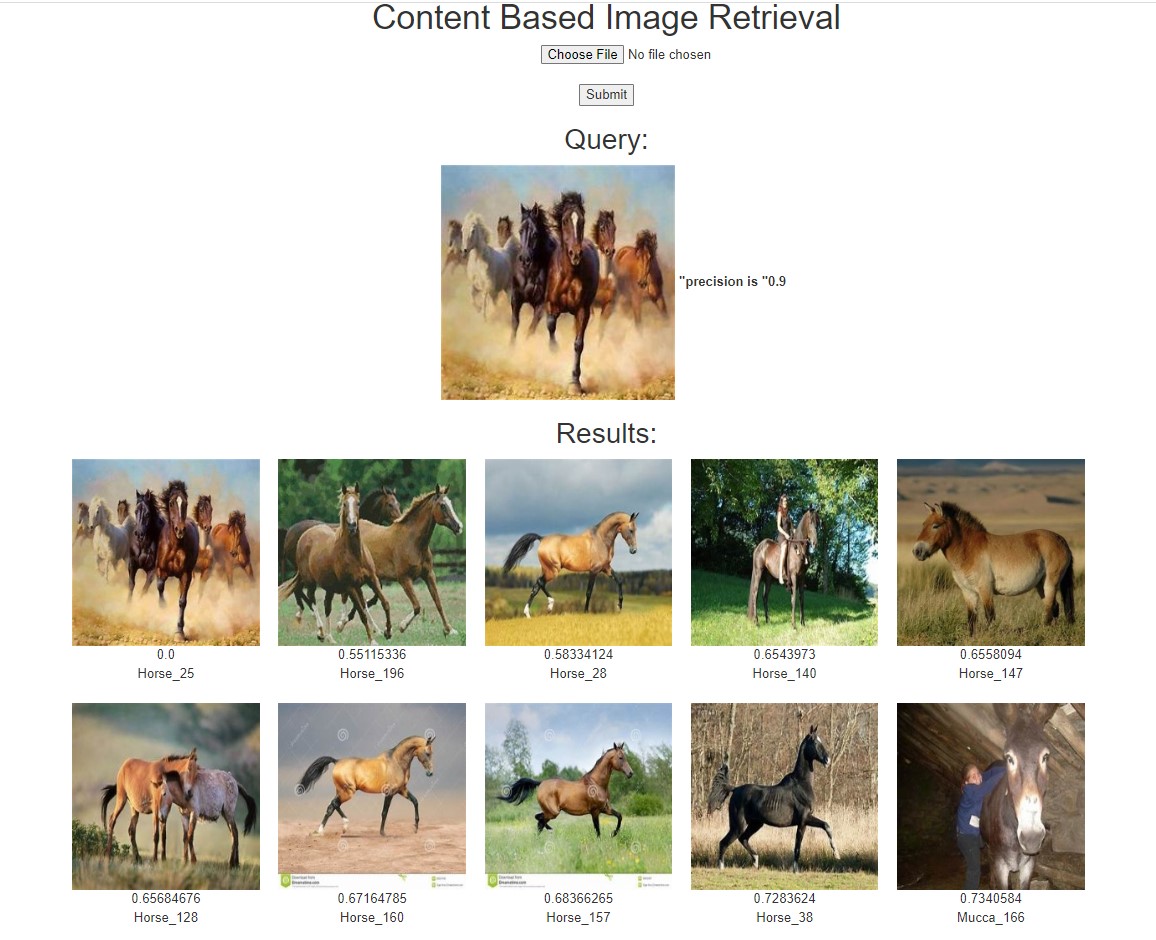 Content Based Image Retrieval
Choose File No file chosen
Submit
Query:
"precision is "0.9
Results:
0.0 0.55115336 0.58334124 0.6543973 0.6558094
Horse_25 Horse_196 Horse_28 Horse_140 Horse_147
0.65684676 0.67164785 0.68366265 0.7283624 0.7340584
Horse_128 Horse_160 Horse_157 Horse_38 Mucca_166